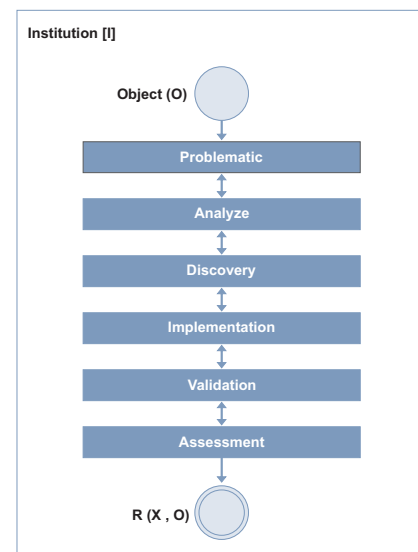 Institution [I]
Object (O)
Problematic
Analyze
Discovery
Implementation
Validation
Assessment
R (X , O)